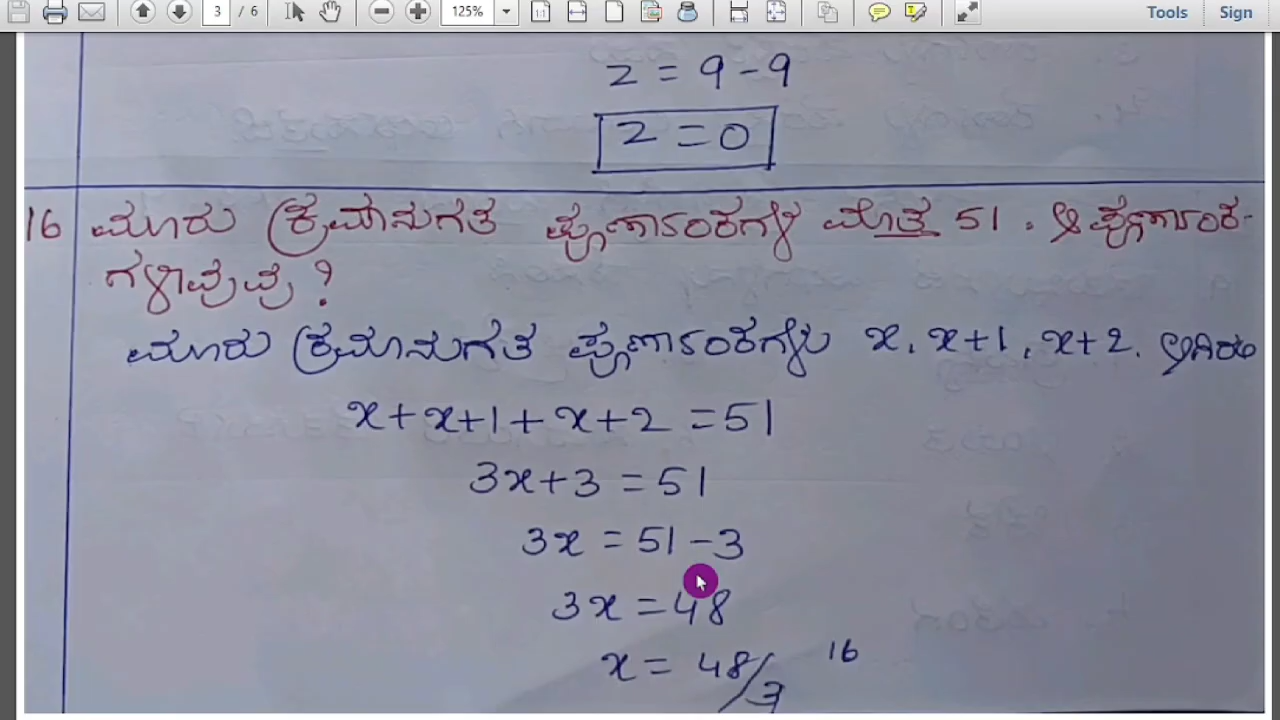 3 / 6
125%
Tools
Sign
z = 9 - 9
z = 0
16 ಮೂರು ಕ್ರಮಾನುಗತ ಪೂರ್ಣಾಂಕಗಳ ಮೊತ್ತ 51. ಆ ಪೂರ್ಣಾಂಕ-
ಗಳಾವುವು ?
ಮೂರು ಕ್ರಮಾನುಗತ ಪೂರ್ಣಾಂಕಗಳು x, x+1, x+2. ಆಗಿರಲಿ
x + x+1 + x+2 = 51
3x+3 = 51
3x = 51 - 3
3x = 48
x = 48/3 16